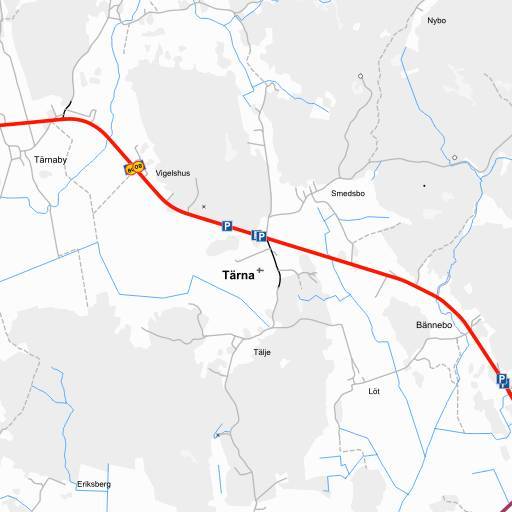 Nybo
Tärnaby
Vigelshus
Smedsbo
P
P
Tärna
Bännebo
Tälje
P
Löt
Eriksberg